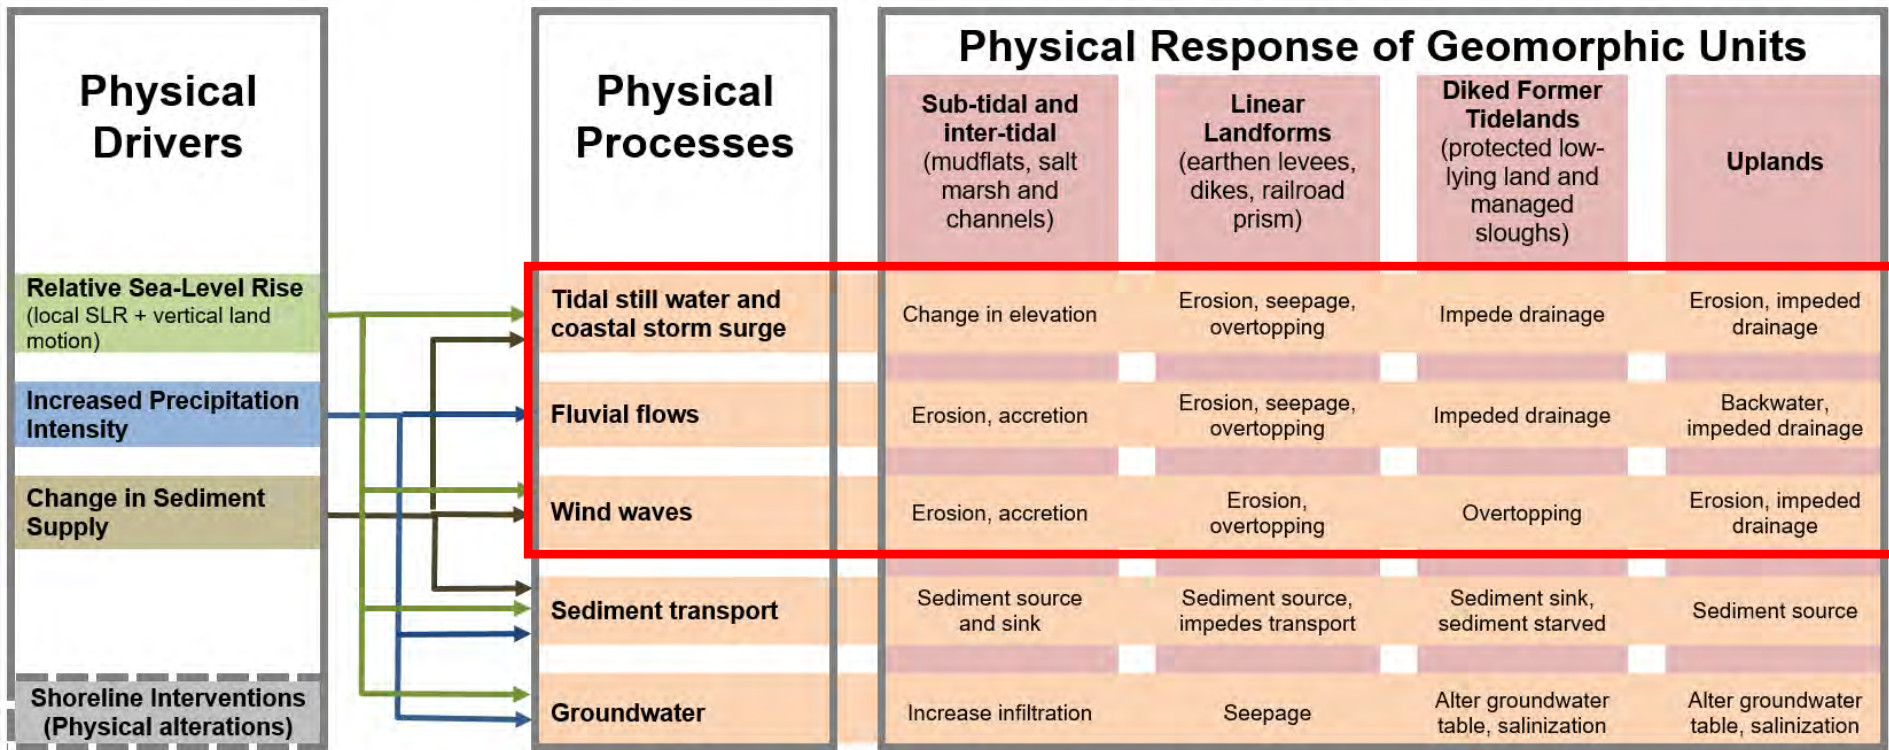 Physical
Drivers
Relative Sea-Level Rise
(local SLR + vertical land
motion)
Increased Precipitation
Intensity
Change in Sediment
Supply
Shoreline Interventions
(Physical alterations)
Physical
Processes
Tidal still water and
coastal storm surge
Fluvial flows
Wind waves
Sediment transport
Groundwater
Physical Response of Geomorphic Units
Sub-tidal and
inter-tidal
(mudflats, salt
marsh and
channels)
Linear
Landforms
(earthen levees,
dikes, railroad
prism)
Diked Former
Tidelands
(protected low-
lying land and
managed
sloughs)
Uplands
Change in elevation
Erosion, seepage,
overtopping
Impede drainage
Erosion, impeded
drainage
Erosion, accretion
Erosion, seepage,
overtopping
Impeded drainage
Backwater,
impeded drainage
Erosion, accretion
Erosion,
overtopping
Overtopping
Erosion, impeded
drainage
Sediment source
and sink
Sediment source,
impedes transport
Sediment sink,
sediment starved
Sediment source
Increase infiltration
Seepage
Alter groundwater
table, salinization
Alter groundwater
table, salinization